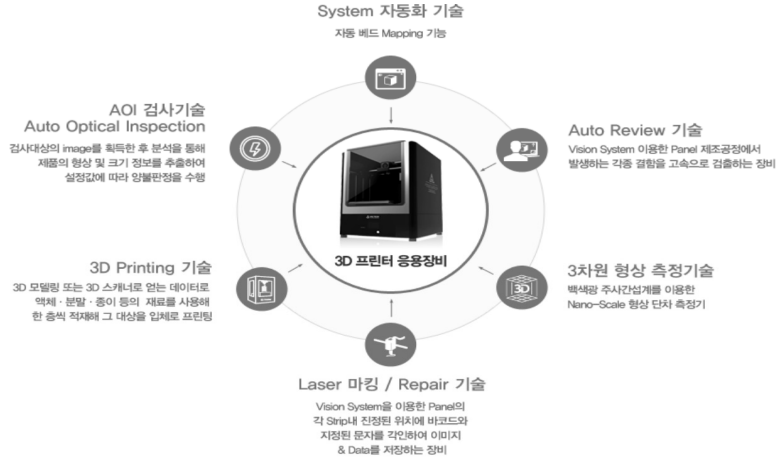 System 자동화 기술
자동 베드 Mapping 기능
AOI 검사기술
Auto Optical Inspection
검사대상의 image를 획득한 후 분석을 통해
제품의 형상 및 크기 정보를 추출하여
설정값에 따라 양불판정을 수행
Auto Review 기술
Vision System 이용한 Panel 제조공정에서
발생하는 각종 결함을 고속으로 검출하는 장비
3D 프린터 응용장비
3D Printing 기술
3D 모델링 또는 3D 스캐너로 얻는 데이터로
액체 · 분말 · 종이 등의 재료를 사용해
한 층씩 적재해 그 대상을 입체로 프린팅
3D
3차원 형상 측정기술
백색광 주사간섭계를 이용한
Nano-Scale 형상 단차 측정기
Laser 마킹 / Repair 기술
Vision System을 이용한 Panel의
각 Strip내 진정된 위치에 바코드와
지정된 문자를 각인하여 이미지
& Data를 저장하는 장비